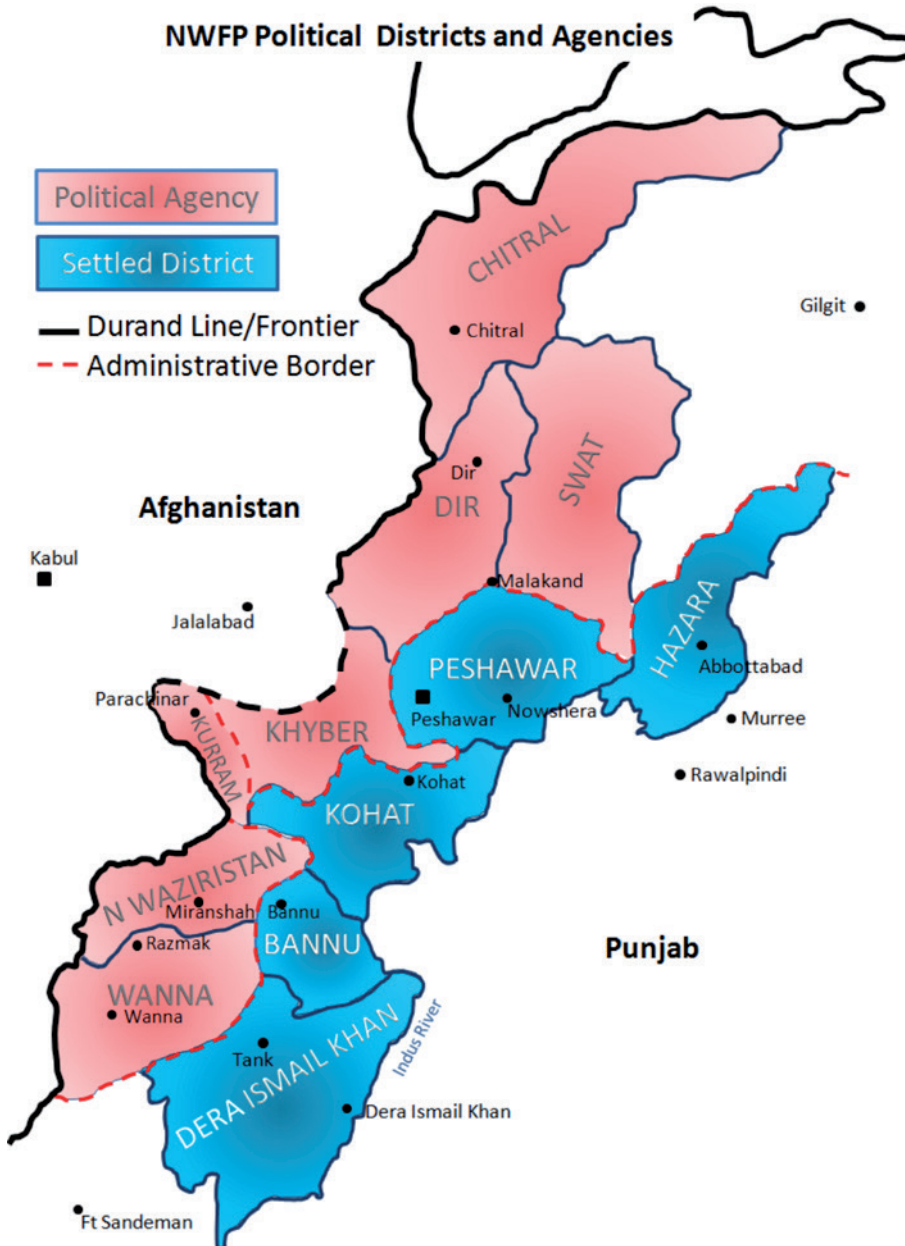 NWFP Political Districts and Agencies
Political Agency
Settled District
Durand Line/Frontier
Administrative Border
CHITRAL
Chitral
Gilgit
Dir
DIR
SWAT
Afghanistan
Kabul
Jalalabad
Malakand
HAZARA
Abbottabad
PESHAWAR
Peshawar
Nowshera
Murree
Rawalpindi
Parachinar
KURRAM
KHYBER
Kohat
KOHAT
N WAZIRISTAN
Miranshah
Bannu
BANNU
Razmak
Punjab
WANNA
Wanna
Tank
DERA ISMAIL KHAN
Indus River
Dera Ismail Khan
Ft Sandeman